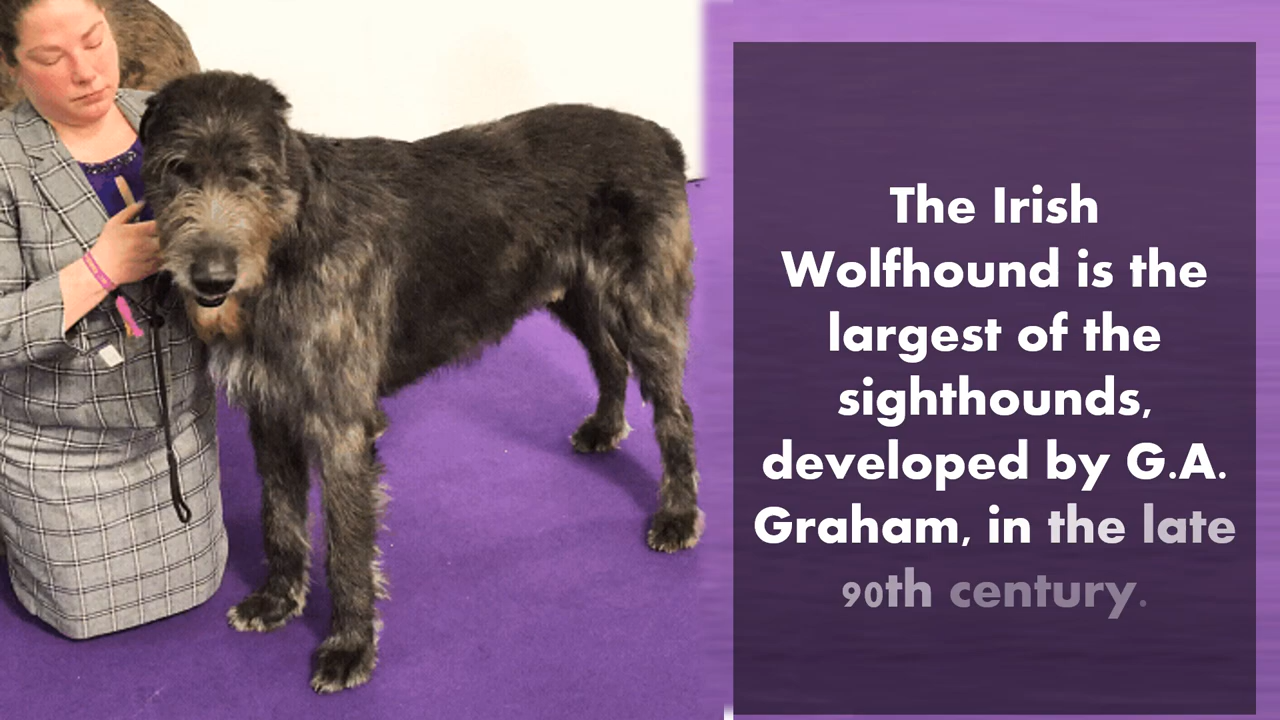 The Irish
Wolfhound is the
largest of the
sighthounds,
developed by G.A.
Graham, in the late
90th century.